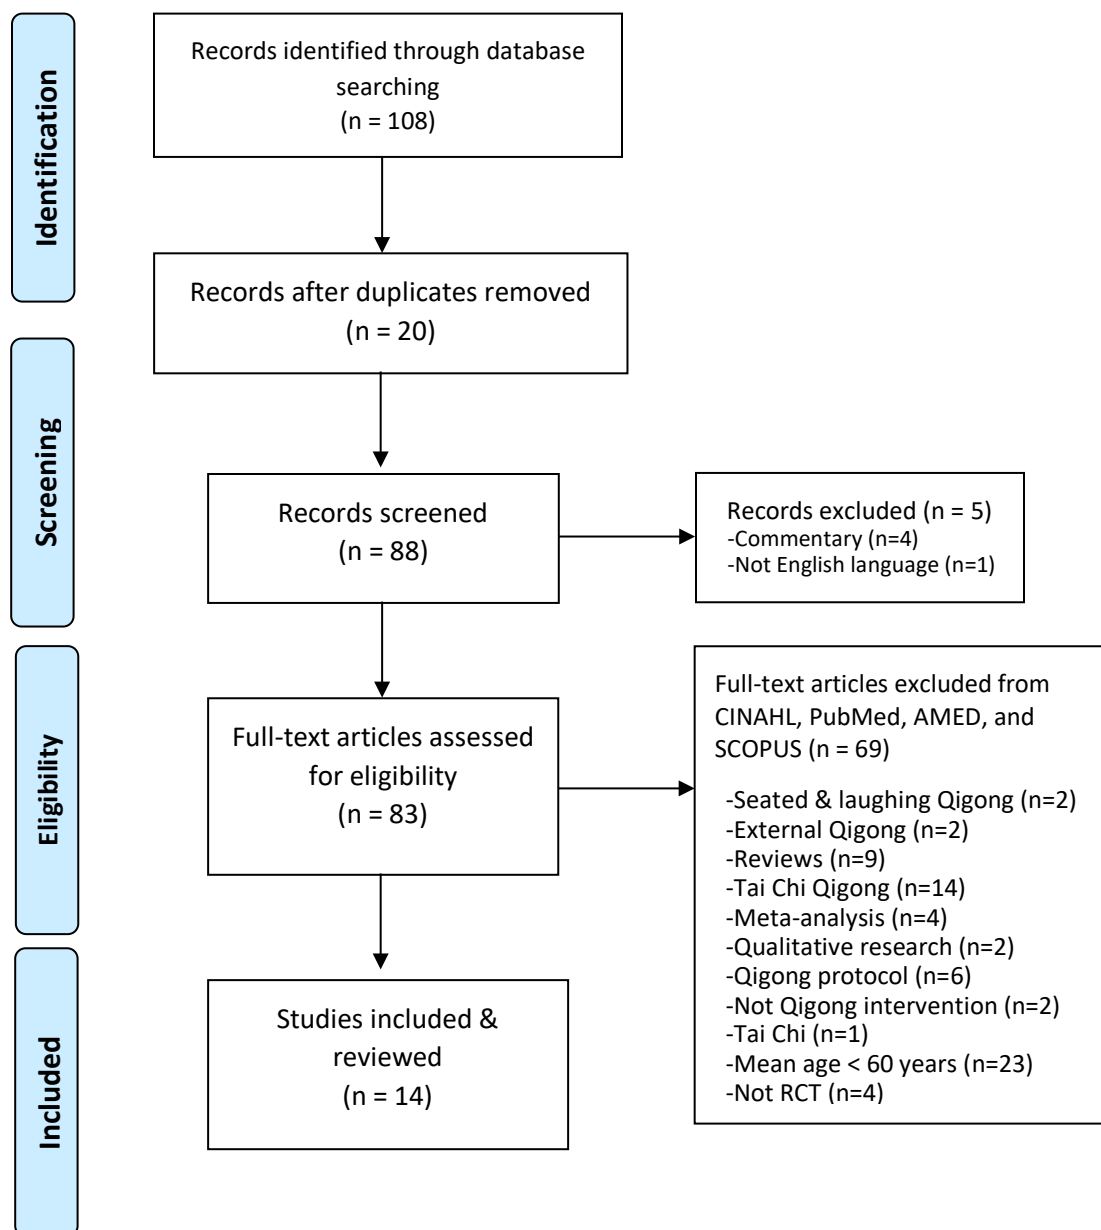 Identification
Records identified through database
searching
(n = 108)
Records after duplicates removed
(n = 20)
Screening
Records screened
(n = 88)
Records excluded (n = 5)
-Commentary (n=4)
-Not English language (n=1)
Eligibility
Full-text articles assessed
for eligibility
(n = 83)
Full-text articles excluded from
CINAHL, PubMed, AMED, and
SCOPUS (n = 69)
-Seated & laughing Qigong (n=2)
-External Qigong (n=2)
-Reviews (n=9)
-Tai Chi Qigong (n=14)
-Meta-analysis (n=4)
-Qualitative research (n=2)
-Qigong protocol (n=6)
-Not Qigong intervention (n=2)
-Tai Chi (n=1)
-Mean age < 60 years (n=23)
-Not RCT (n=4)
Included
Studies included &
reviewed
(n = 14)